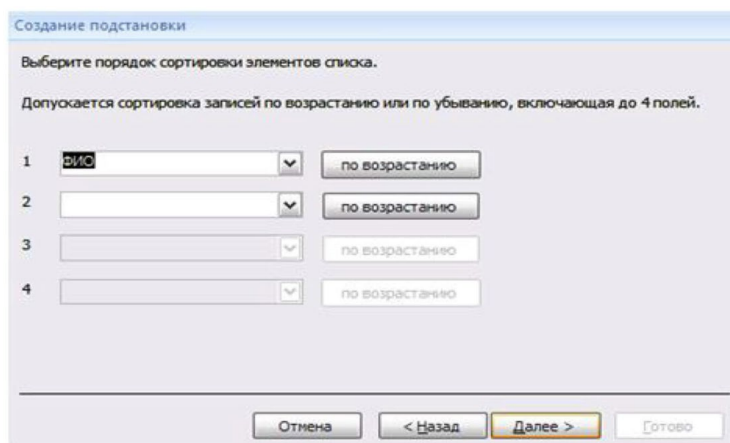 Создание подстановки
Выберите порядок сортировки элементов списка.
Допускается сортировка записей по возрастанию или по убыванию, включающая до 4 полей.
1 ФИО по возрастанию
2 по возрастанию
3 по возрастанию
4 по возрастанию
Отмена < Назад Далее > Готово